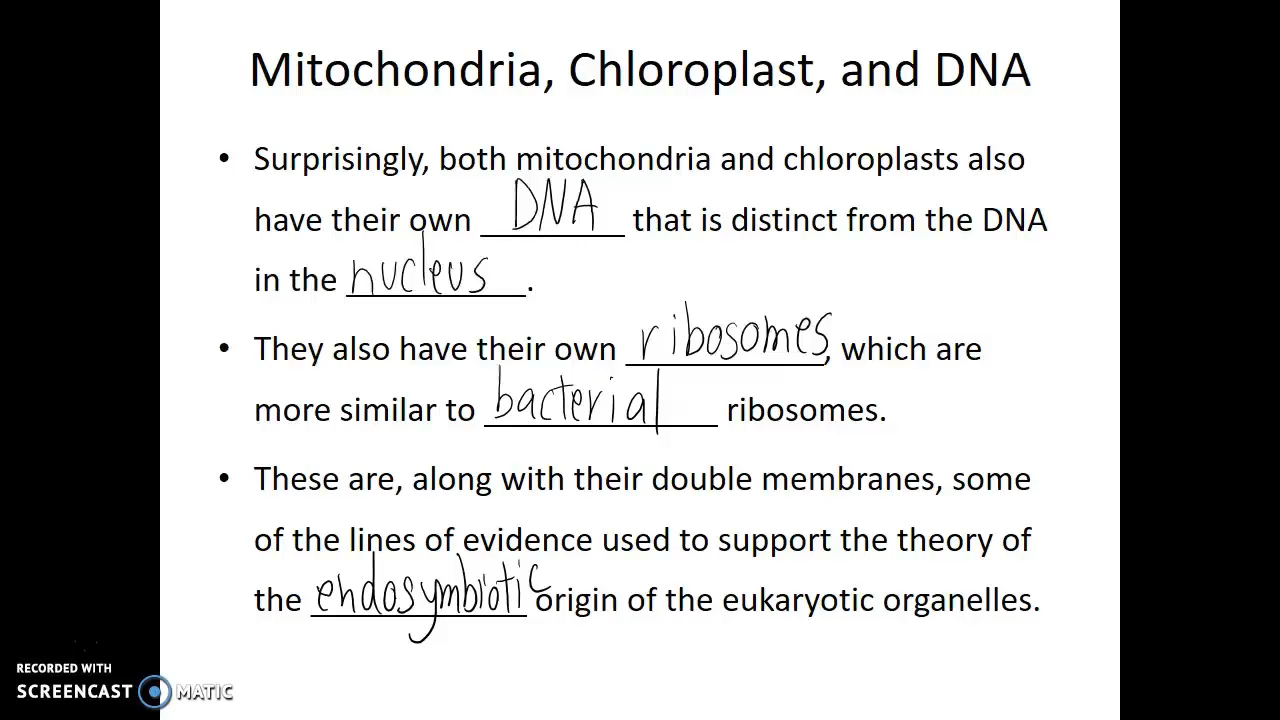 Mitochondria, Chloroplast, and DNA
• Surprisingly, both mitochondria and chloroplasts also
have their own DNA that is distinct from the DNA
in the nucleus.
• They also have their own ribosomes, which are
more similar to bacterial ribosomes.
• These are, along with their double membranes, some
of the lines of evidence used to support the theory of
the endosymbiotic origin of the eukaryotic organelles.
RECORDED WITH
SCREENCAST MATIC